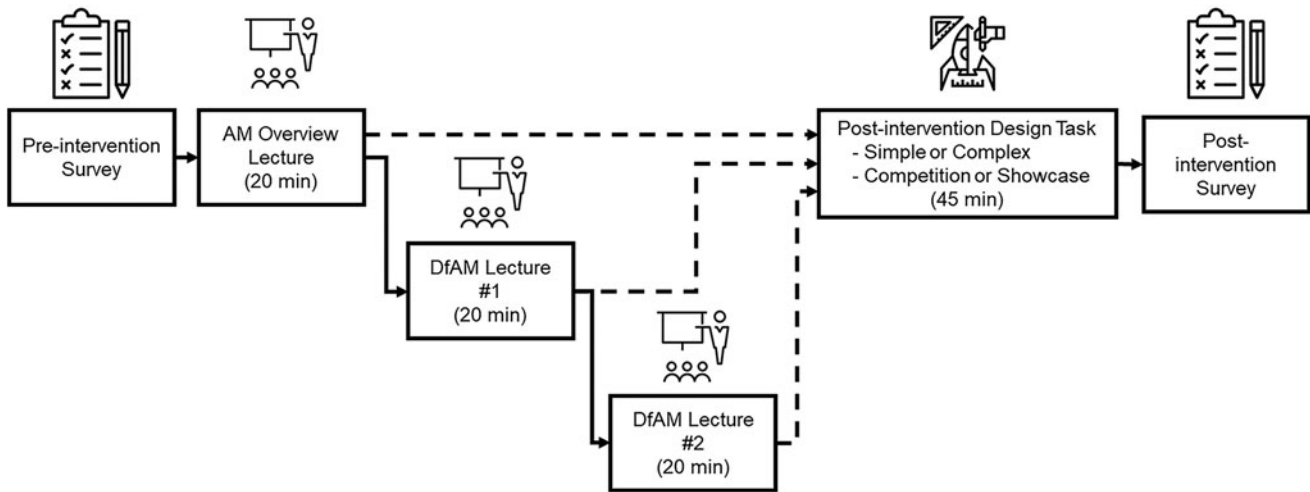 Pre-intervention
Survey
AM Overview
Lecture
(20 min)
DfAM Lecture
#1
(20 min)
DfAM Lecture
#2
(20 min)
Post-intervention Design Task
- Simple or Complex
- Competition or Showcase
(45 min)
Post-
intervention
Survey